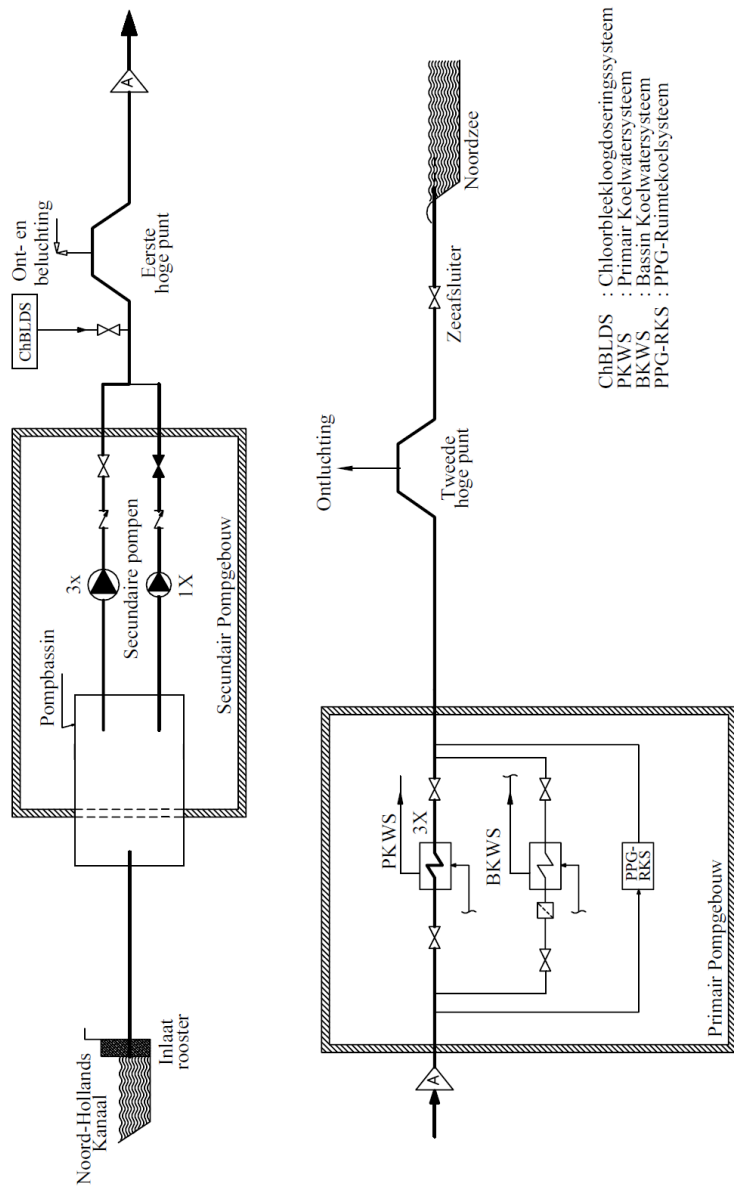 Noord-Hollands
Kanaal
Inlaat
rooster
Pompbassin
3x
Secundaire pompen
1X
Secundair Pompgebouw
ChBLDS
Ont- en
beluchting
Eerste
hoge punt
A
A
PKWS
3X
BKWS
PPG-
RKS
Primair Pompgebouw
Ontluchting
Tweede
hoge punt
Zeeafsluiter
Noordzee
ChBLDS : Chloorbleekloogdoseringssysteem
PKWS : Primair Koelwatersysteem
BKWS : Bassin Koelwatersysteem
PPG-RKS : PPG-Ruimtekoelsysteem